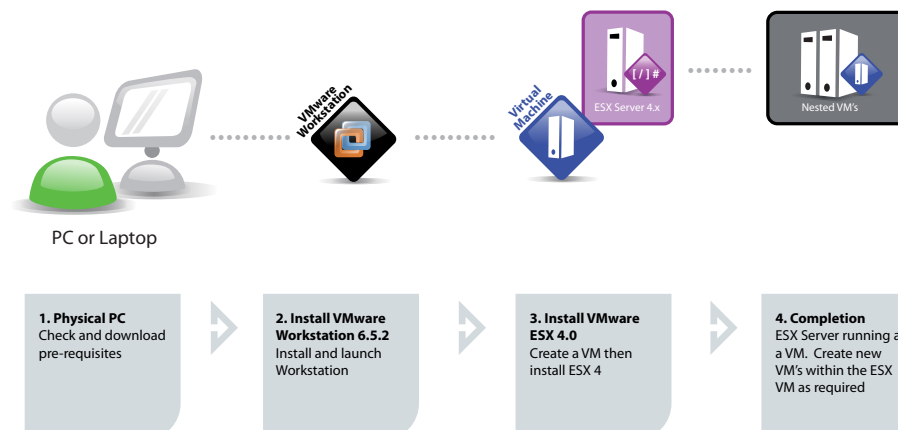 VMware
Workstation
Virtual
Machine
[ / ] #
ESX Server 4.x
Nested VM's
PC or Laptop
1. Physical PC
Check and download
pre-requisites
2. Install VMware
Workstation 6.5.2
Install and launch
Workstation
3. Install VMware
ESX 4.0
Create a VM then
install ESX 4
4. Completion
ESX Server running
a VM. Create new
VM's within the ESX
VM as required